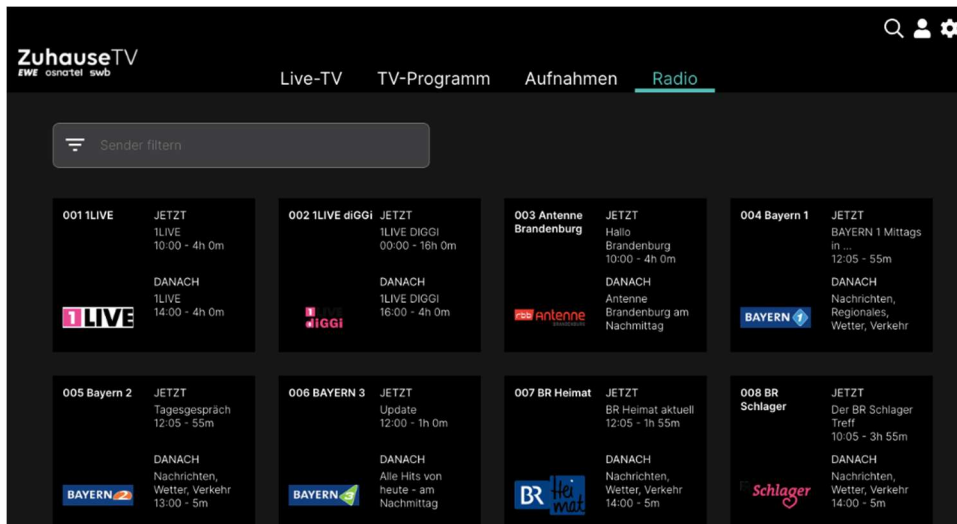 ZuhauseTV
EWE osnatel swb
Live-TV TV-Programm Aufnahmen Radio
Sender filtern
001 1LIVE
JETZT
1LIVE
10:00 - 4h 0m
DANACH
1LIVE
14:00 - 4h 0m
1LIVE
002 1LIVE diGGi
JETZT
1LIVE DIGGI
00:00 - 16h 0m
DANACH
1LIVE DIGGI
16:00 - 4h 0m
1LIVE
diGGi
003 Antenne
Brandenburg
JETZT
Hallo
Brandenburg
10:00 - 4h 0m
DANACH
Antenne
Brandenburg am
Nachmittag
rbb Antenne
BRANDENBURG
004 Bayern 1
JETZT
BAYERN 1 Mittags
in ...
12:05 - 55m
DANACH
Nachrichten,
Regionales,
Wetter, Verkehr
BAYERN 1
005 Bayern 2
JETZT
Tagesgespräch
12:05 - 55m
DANACH
Nachrichten,
Wetter, Verkehr
13:00 - 5m
BAYERN 2
006 BAYERN 3
JETZT
Update
12:00 - 1h 0m
DANACH
Alle Hits von
heute - am
Nachmittag
BAYERN 3
007 BR Heimat
JETZT
BR Heimat aktuell
12:05 - 1h 55m
DANACH
Nachrichten,
Wetter, Verkehr
14:00 - 5m
BR Heimat
008 BR
Schlager
JETZT
Der BR Schlager
Treff
10:05 - 3h 55m
DANACH
Nachrichten,
Wetter, Verkehr
14:00 - 5m
Schlager